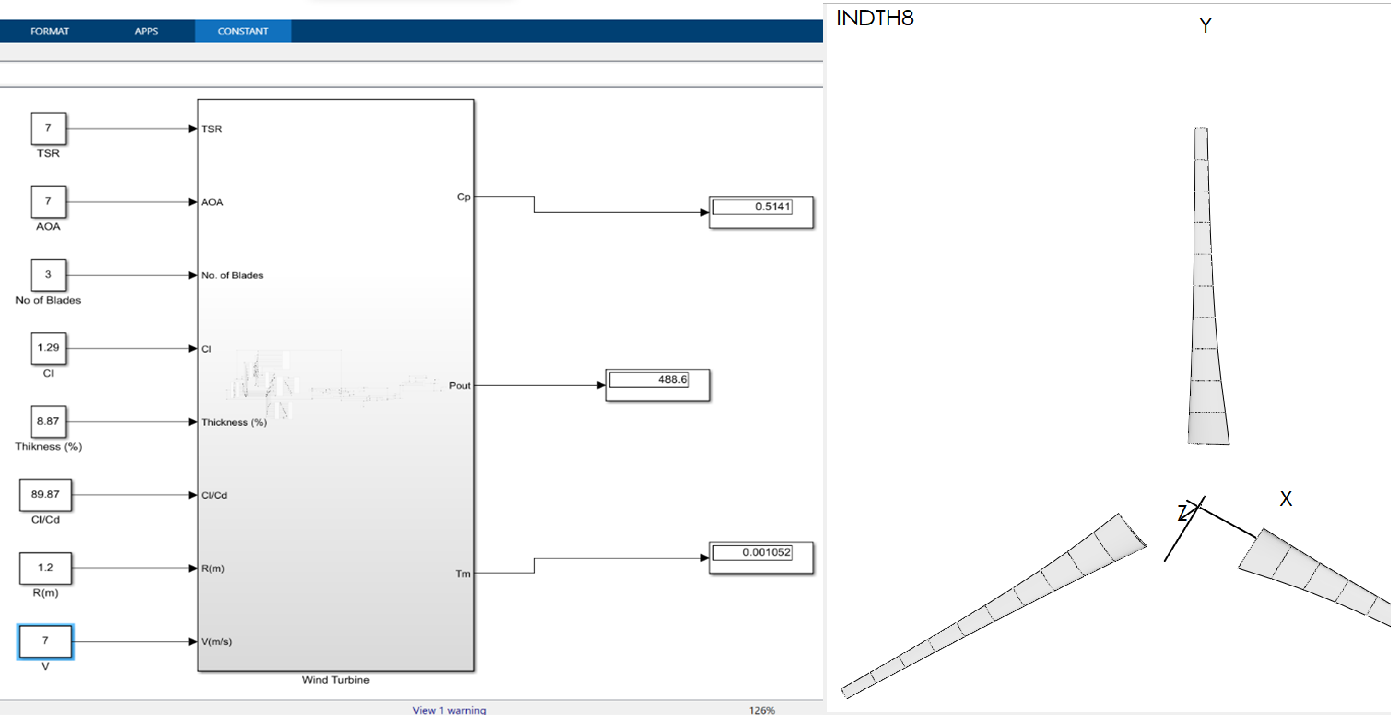 FORMAT APPS CONSTANT
7
TSR
TSR
7
AOA
AOA
3
No of Blades
No. of Blades
1.29
Cl
Cl
8.87
Thikness (%)
Thickness (%)
89.87
Cl/Cd
Cl/Cd
1.2
R(m)
R(m)
7
V
V(m/s)
Cp
0.5141
Pout
488.6
Tm
0.001052
Wind Turbine
View 1 warning 126%
INDTH8
Y
X
Z